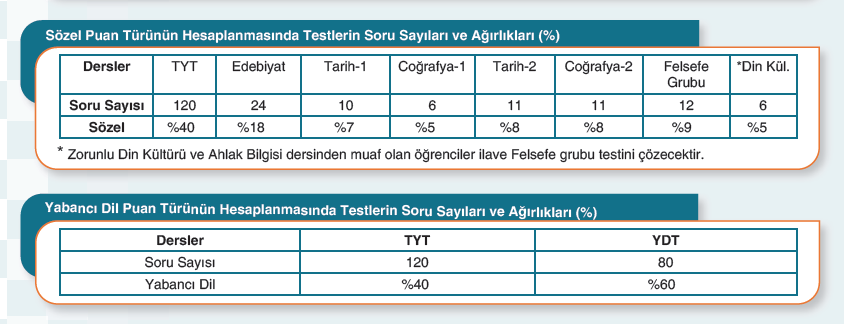 Sözel Puan Türünün Hesaplanmasında Testlerin Soru Sayıları ve Ağırlıkları (%)
Dersler TYT Edebiyat Tarih-1 Coğrafya-1 Tarih-2 Coğrafya-2 Felsefe Grubu *Din Kül.
Soru Sayısı 120 24 10 6 11 11 12 6
Sözel %40 %18 %7 %5 %8 %8 %9 %5
* Zorunlu Din Kültürü ve Ahlak Bilgisi dersinden muaf olan öğrenciler ilave Felsefe grubu testini çözecektir.
Yabancı Dil Puan Türünün Hesaplanmasında Testlerin Soru Sayıları ve Ağırlıkları (%)
Dersler TYT YDT
Soru Sayısı 120 80
Yabancı Dil %40 %60